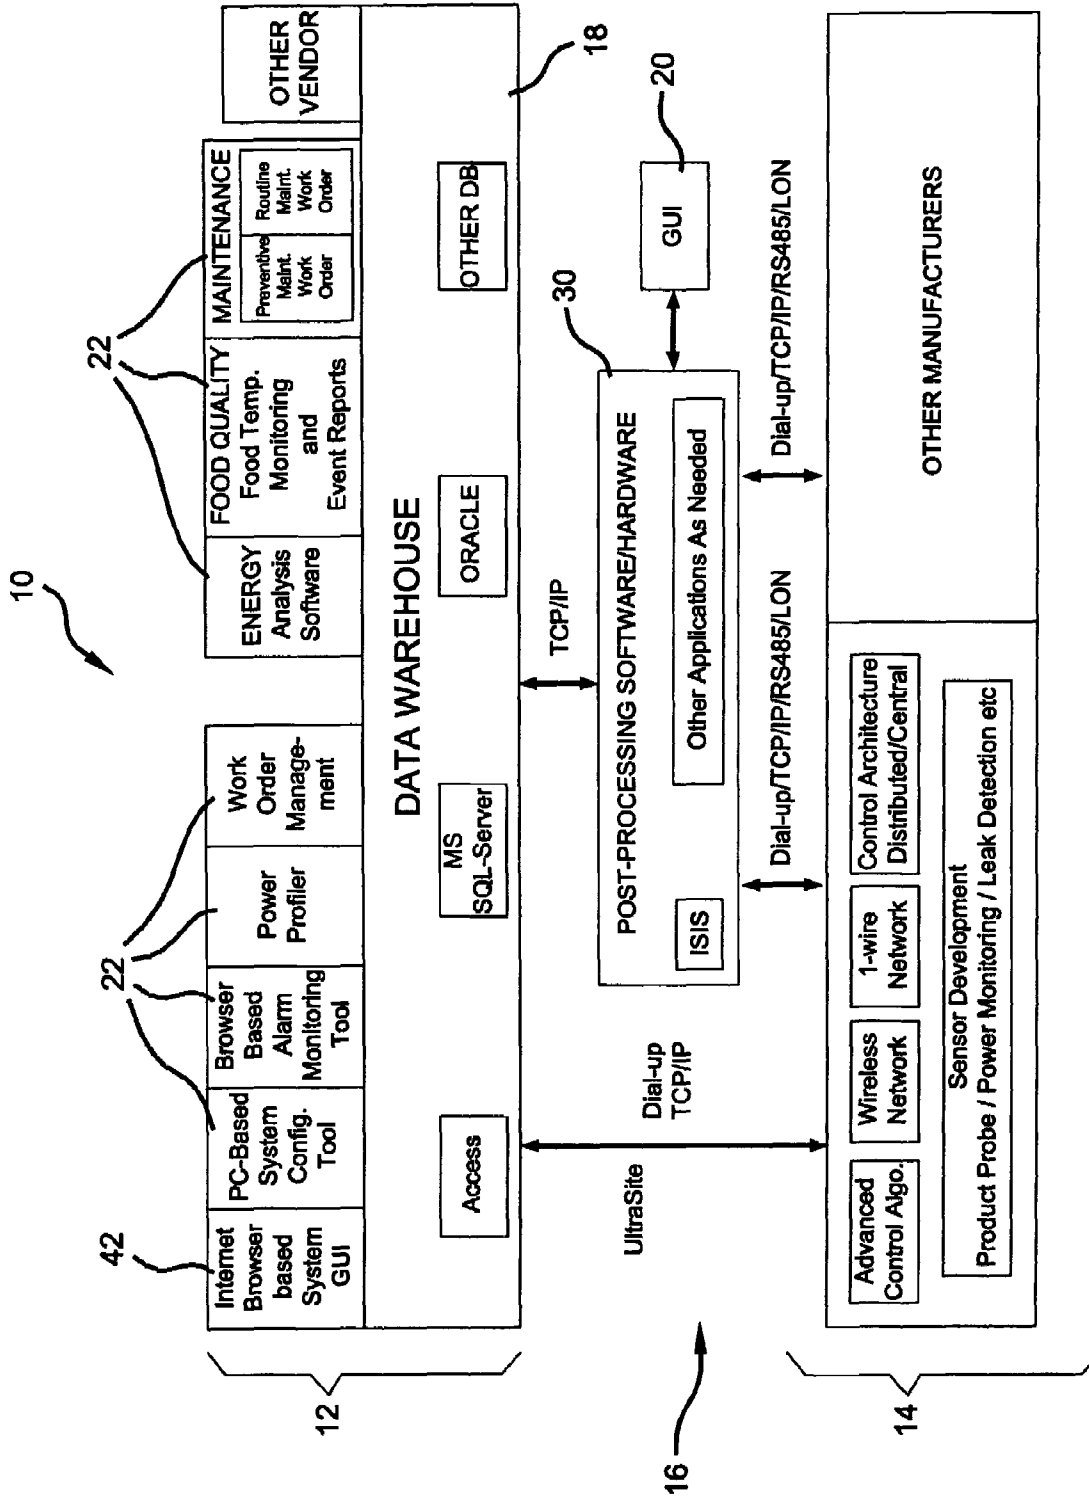 10
22
22
42
Internet
Browser
based
System
GUI
PC-Based
System
Config.
Tool
Browser
Based
Alarm
Monitoring
Tool
Power
Profiler
Work
Order
Manage-
ment
ENERGY
Analysis
Software
FOOD QUALITY
Food Temp.
Monitoring
and
Event Reports
MAINTENANCE
Preventive
Maint.
Work
Order
Routine
Maint.
Work
Order
OTHER
VENDOR
12
DATA WAREHOUSE
Access
MS
SQL-Server
ORACLE
OTHER DB
18
UltraSite
Dial-up
TCP/IP
TCP/IP
30
POST-PROCESSING SOFTWARE/HARDWARE
ISIS
Other Applications As Needed
GUI
20
16
Dial-up/TCP/IP/RS485/LON
Dial-up/TCP/IP/RS485/LON
14
Advanced
Control Algo.
Wireless
Network
1-wire
Network
Control Architecture
Distributed/Central
Sensor Development
Product Probe / Power Monitoring / Leak Detection etc
OTHER MANUFACTURERS